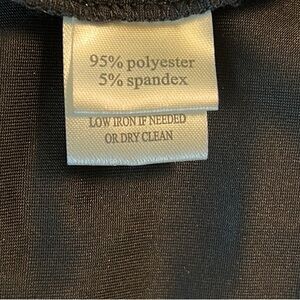 95% polyester
5% spandex
LOW IRON IF NEEDED
OR DRY CLEAN